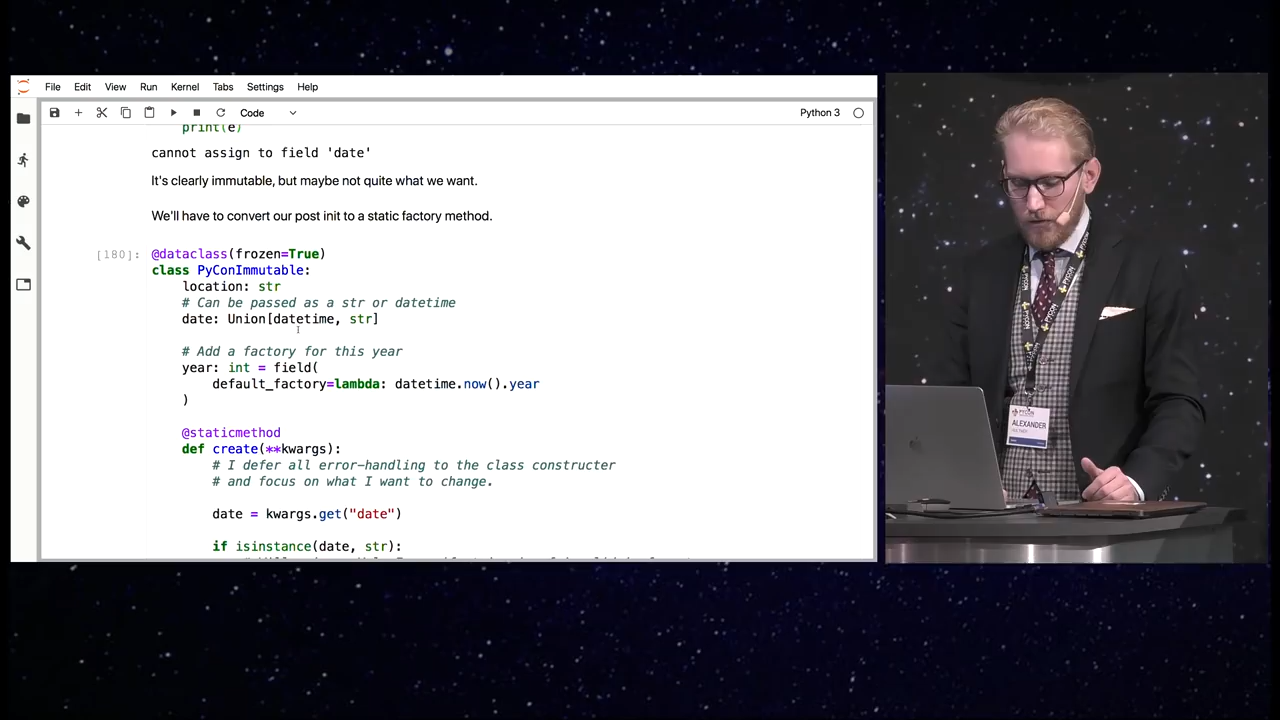 File Edit View Run Kernel Tabs Settings Help
Code
Python 3
print(e)
cannot assign to field 'date'
It's clearly immutable, but maybe not quite what we want.
We'll have to convert our post init to a static factory method.
[180]:
@dataclass(frozen=True)
class PyConImmutable:
    location: str
    # Can be passed as a str or datetime
    date: Union[datetime, str]
    # Add a factory for this year
    year: int = field(
        default_factory=lambda: datetime.now().year
    )
    @staticmethod
    def create(**kwargs):
        # I defer all error-handling to the class constructor
        # and focus on what I want to change.
        date = kwargs.get("date")
        if isinstance(date, str):
PYCON
ALEXANDER